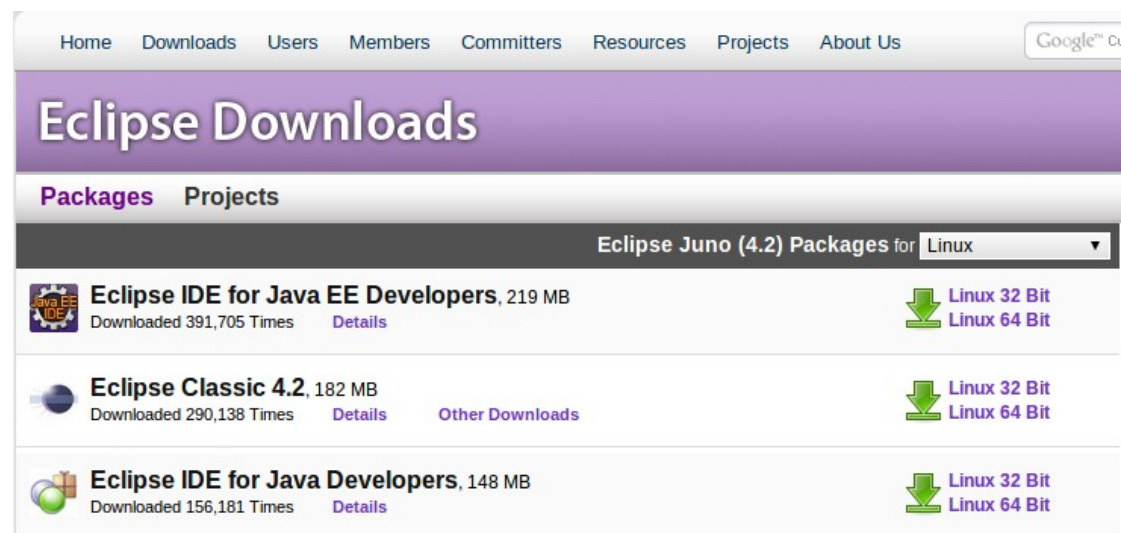 Home Downloads Users Members Committers Resources Projects About Us Google™
Eclipse Downloads
Packages Projects
Eclipse Juno (4.2) Packages for Linux
Java EE
IDE
Eclipse IDE for Java EE Developers, 219 MB
Downloaded 391,705 Times Details
Linux 32 Bit
Linux 64 Bit
Eclipse Classic 4.2, 182 MB
Downloaded 290,138 Times Details Other Downloads
Linux 32 Bit
Linux 64 Bit
Eclipse IDE for Java Developers, 148 MB
Downloaded 156,181 Times Details
Linux 32 Bit
Linux 64 Bit